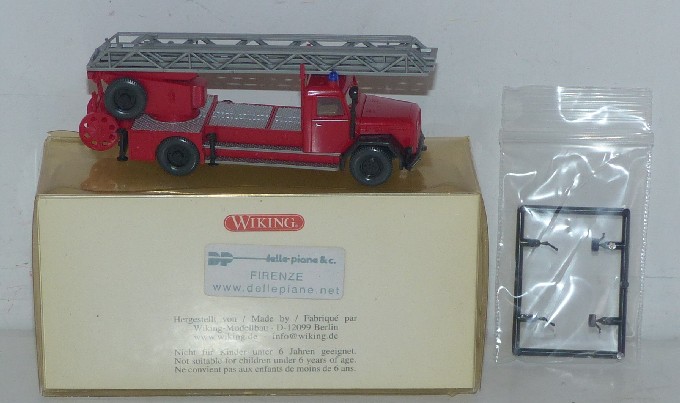 WIKING
DP delle piane & c.
FIRENZE
www.dellepiane.net
Hergestellt von / Made by / Fabriqué par
Wiking-Modellbau - D-12099 Berlin
www.wiking.de - info@wiking.de
Nicht für Kinder unter 6 Jahren geeignet.
Not suitable for children under 6 years of age.
Ne convient pas aux enfants de moins de 6 ans.